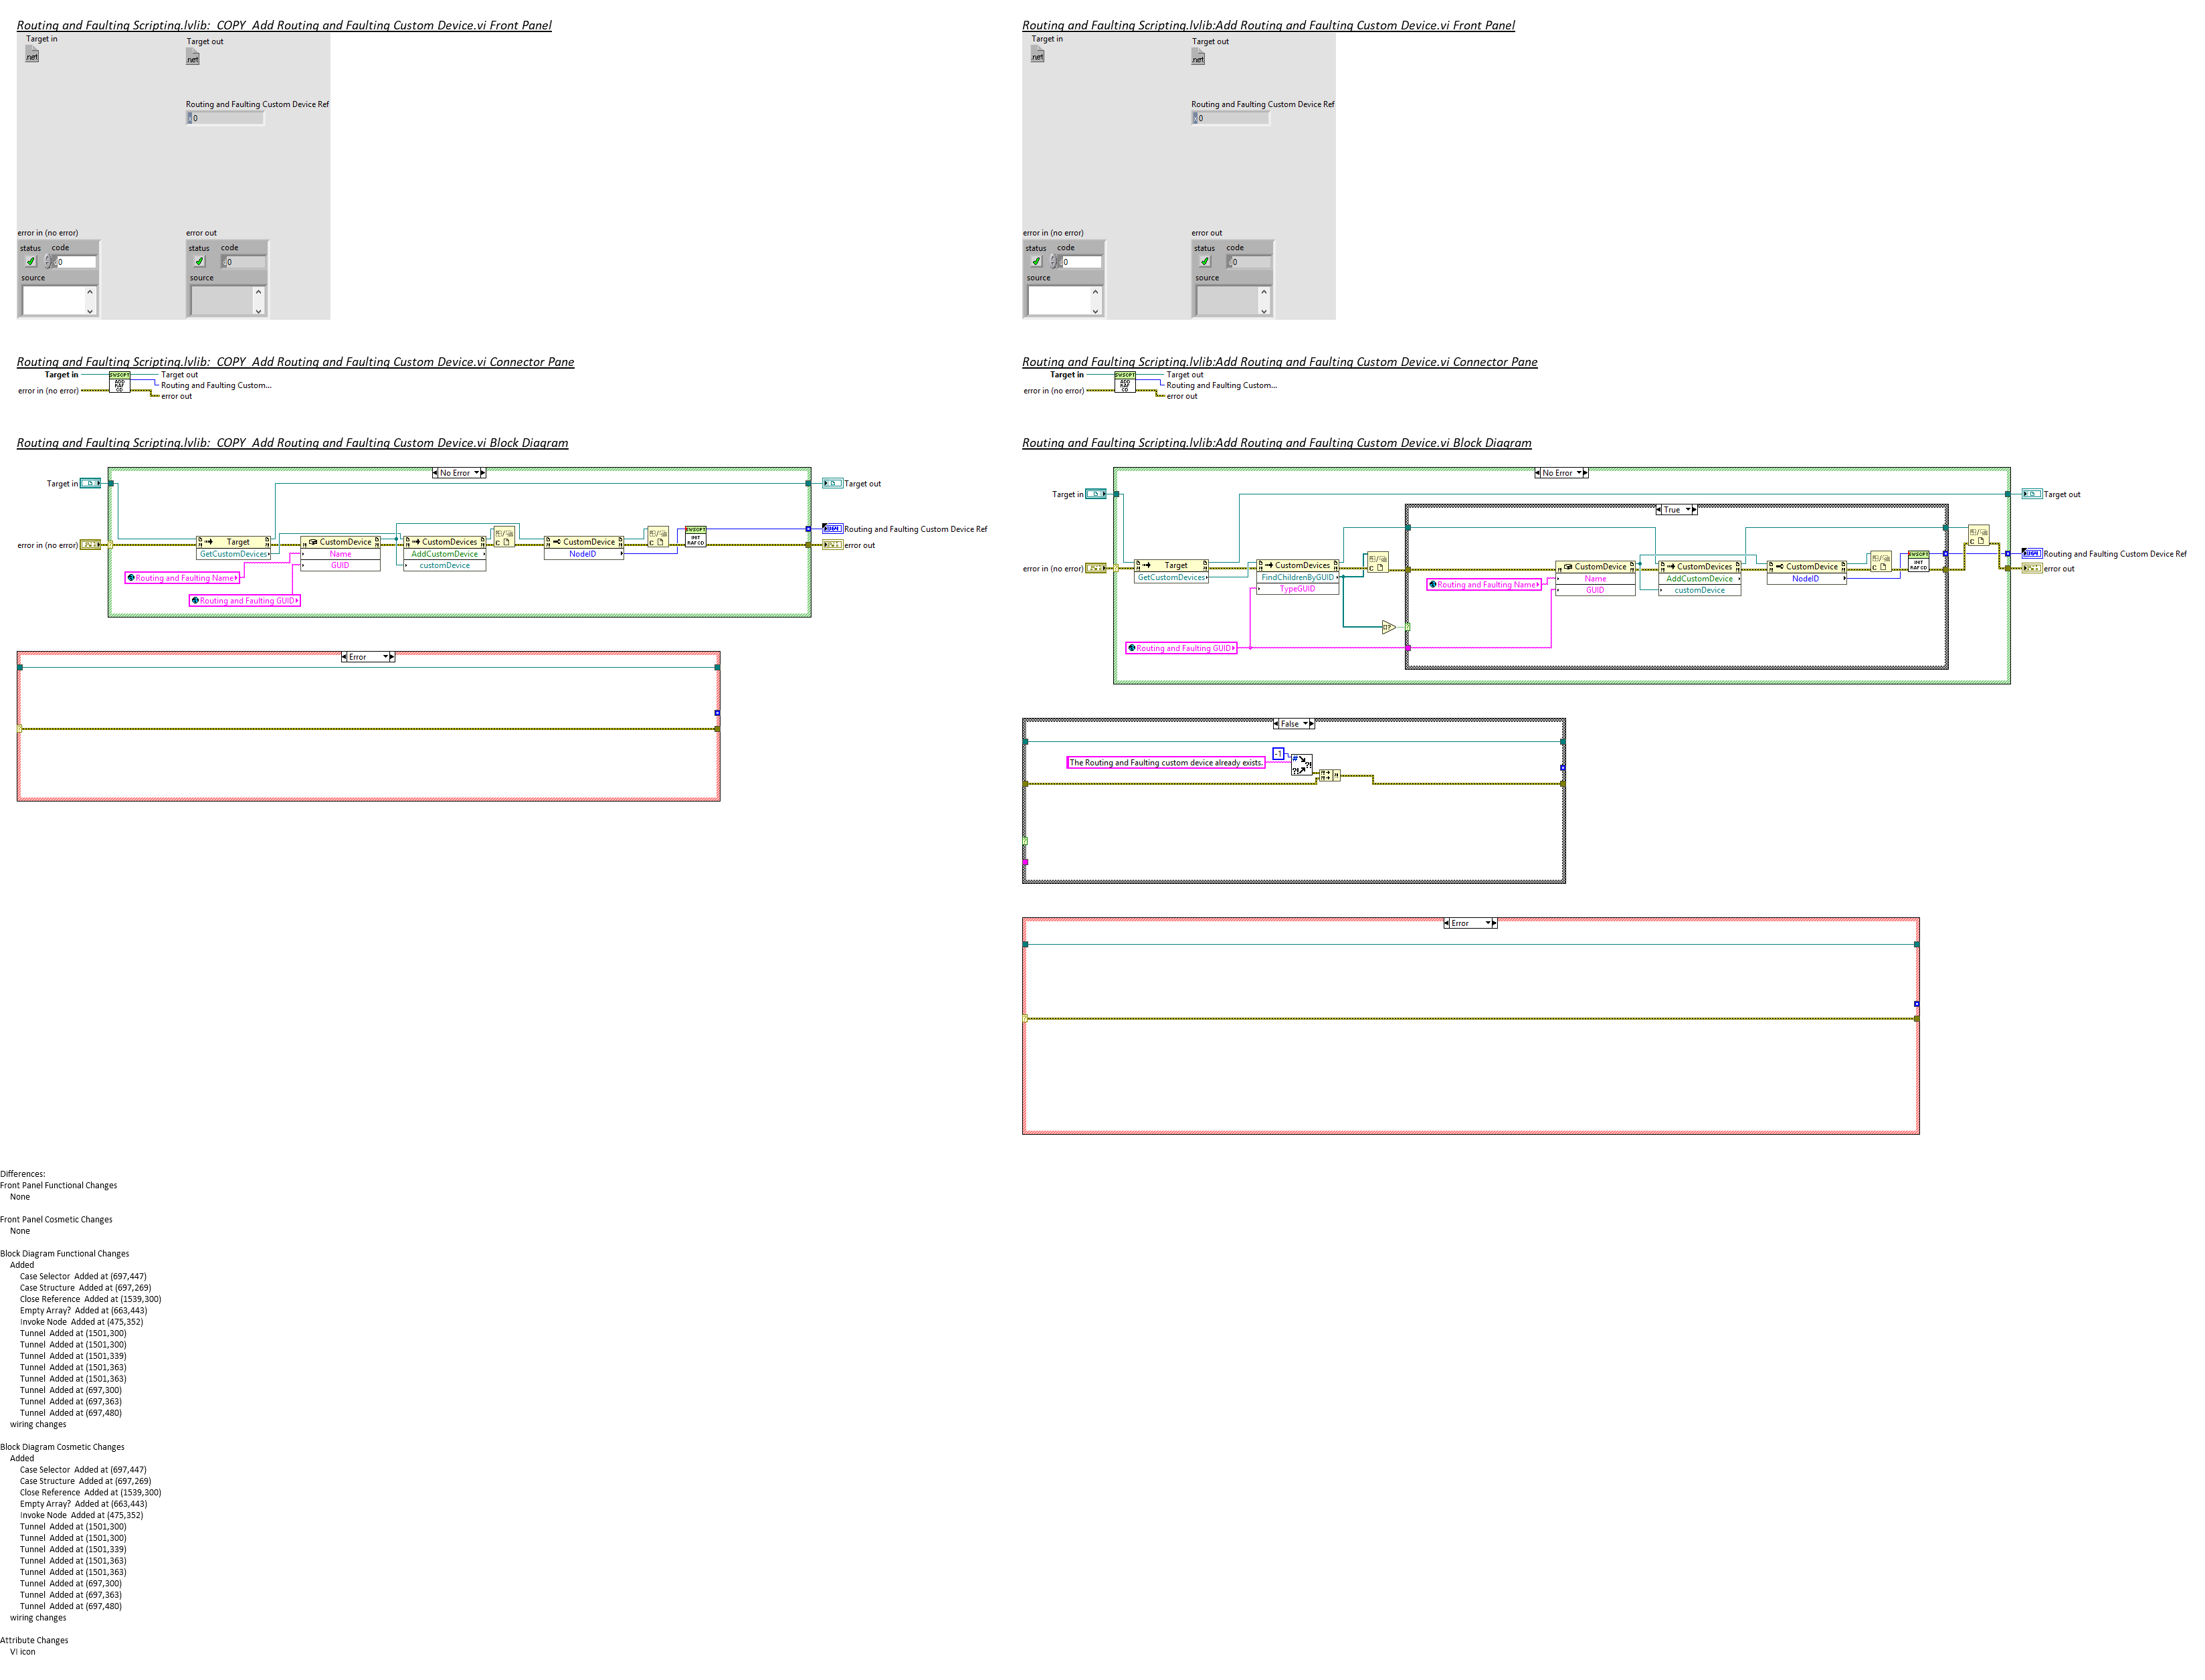 Routing and Faulting Scripting.lvlib:_COPY_Add Routing and Faulting Custom Device.vi Front Panel
Target in
.net
Target out
.net
Routing and Faulting Custom Device Ref
0
error in (no error)
status code
0
source
error out
status code
0
source
Routing and Faulting Scripting.lvlib:_COPY_Add Routing and Faulting Custom Device.vi Connector Pane
Target in
error in (no error)
SWSOPT
ADD
RAF
CD
Target out
Routing and Faulting Custom...
error out
Routing and Faulting Scripting.lvlib:_COPY_Add Routing and Faulting Custom Device.vi Block Diagram
No Error
Target in
Target out
Routing and Faulting Custom Device Ref
error in (no error)
error out
Target
GetCustomDevices
CustomDevice
Name
GUID
CustomDevices
AddCustomDevice
customDevice
CustomDevice
NodeID
SWSOPT
INIT
RAF CD
Routing and Faulting Name
Routing and Faulting GUID
Error
Routing and Faulting Scripting.lvlib:Add Routing and Faulting Custom Device.vi Front Panel
Target in
.net
Target out
.net
Routing and Faulting Custom Device Ref
0
error in (no error)
status code
0
source
error out
status code
0
source
Routing and Faulting Scripting.lvlib:Add Routing and Faulting Custom Device.vi Connector Pane
Target in
error in (no error)
SWSOPT
ADD
RAF
CD
Target out
Routing and Faulting Custom...
error out
Routing and Faulting Scripting.lvlib:Add Routing and Faulting Custom Device.vi Block Diagram
No Error
Target in
Target out
True
Routing and Faulting Custom Device Ref
error in (no error)
error out
Target
GetCustomDevices
CustomDevices
FindChildrenByGUID
TypeGUID
CustomDevice
Name
GUID
CustomDevices
AddCustomDevice
customDevice
CustomDevice
NodeID
SWSOPT
INIT
RAF CD
Routing and Faulting Name
Routing and Faulting GUID
False
-1
The Routing and Faulting custom device already exists.
Error
Differences:
Front Panel Functional Changes
None
Front Panel Cosmetic Changes
None
Block Diagram Functional Changes
Added
Case Selector Added at (697,447)
Case Structure Added at (697,269)
Close Reference Added at (1539,300)
Empty Array? Added at (663,443)
Invoke Node Added at (475,352)
Tunnel Added at (1501,300)
Tunnel Added at (1501,300)
Tunnel Added at (1501,339)
Tunnel Added at (1501,363)
Tunnel Added at (1501,363)
Tunnel Added at (697,300)
Tunnel Added at (697,363)
Tunnel Added at (697,480)
wiring changes
Block Diagram Cosmetic Changes
Added
Case Selector Added at (697,447)
Case Structure Added at (697,269)
Close Reference Added at (1539,300)
Empty Array? Added at (663,443)
Invoke Node Added at (475,352)
Tunnel Added at (1501,300)
Tunnel Added at (1501,300)
Tunnel Added at (1501,339)
Tunnel Added at (1501,363)
Tunnel Added at (1501,363)
Tunnel Added at (697,300)
Tunnel Added at (697,363)
Tunnel Added at (697,480)
wiring changes
Attribute Changes
VI icon